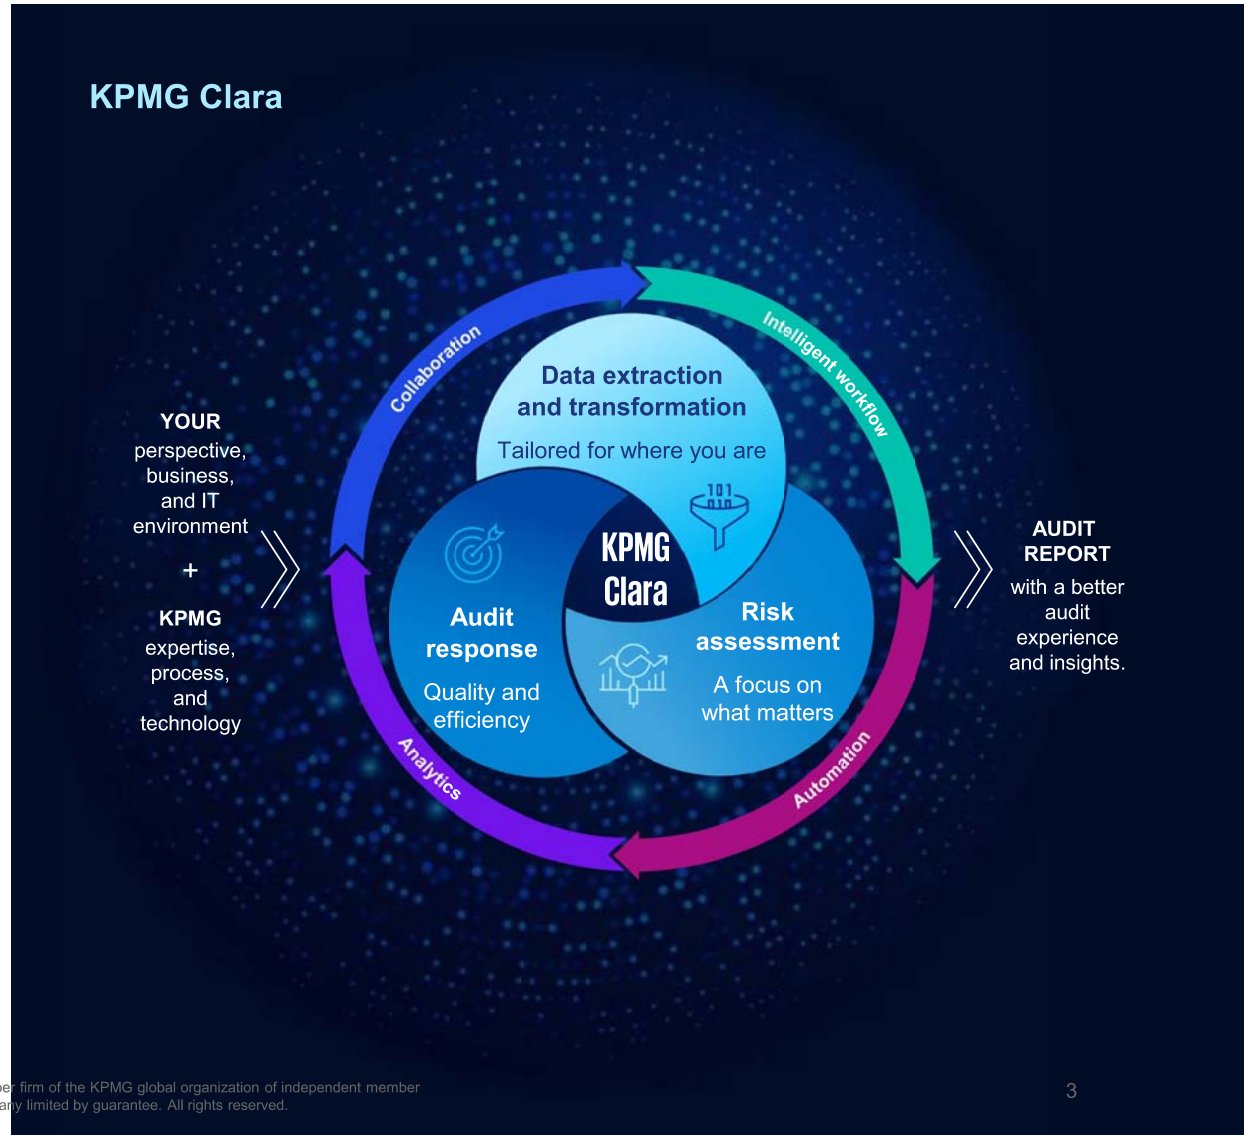 KPMG Clara
Collaboration
Intelligent workflow
Data extraction
and transformation
Tailored for where you are
101
010
YOUR
perspective,
business,
and IT
environment
+
KPMG
expertise,
process,
and
technology
KPMG
Clara
Audit
response
Quality and
efficiency
Risk
assessment
A focus on
what matters
AUDIT
REPORT
with a better
audit
experience
and insights.
Analytics
Automation
firm of the KPMG global organization of independent member
limited by guarantee. All rights reserved.
3